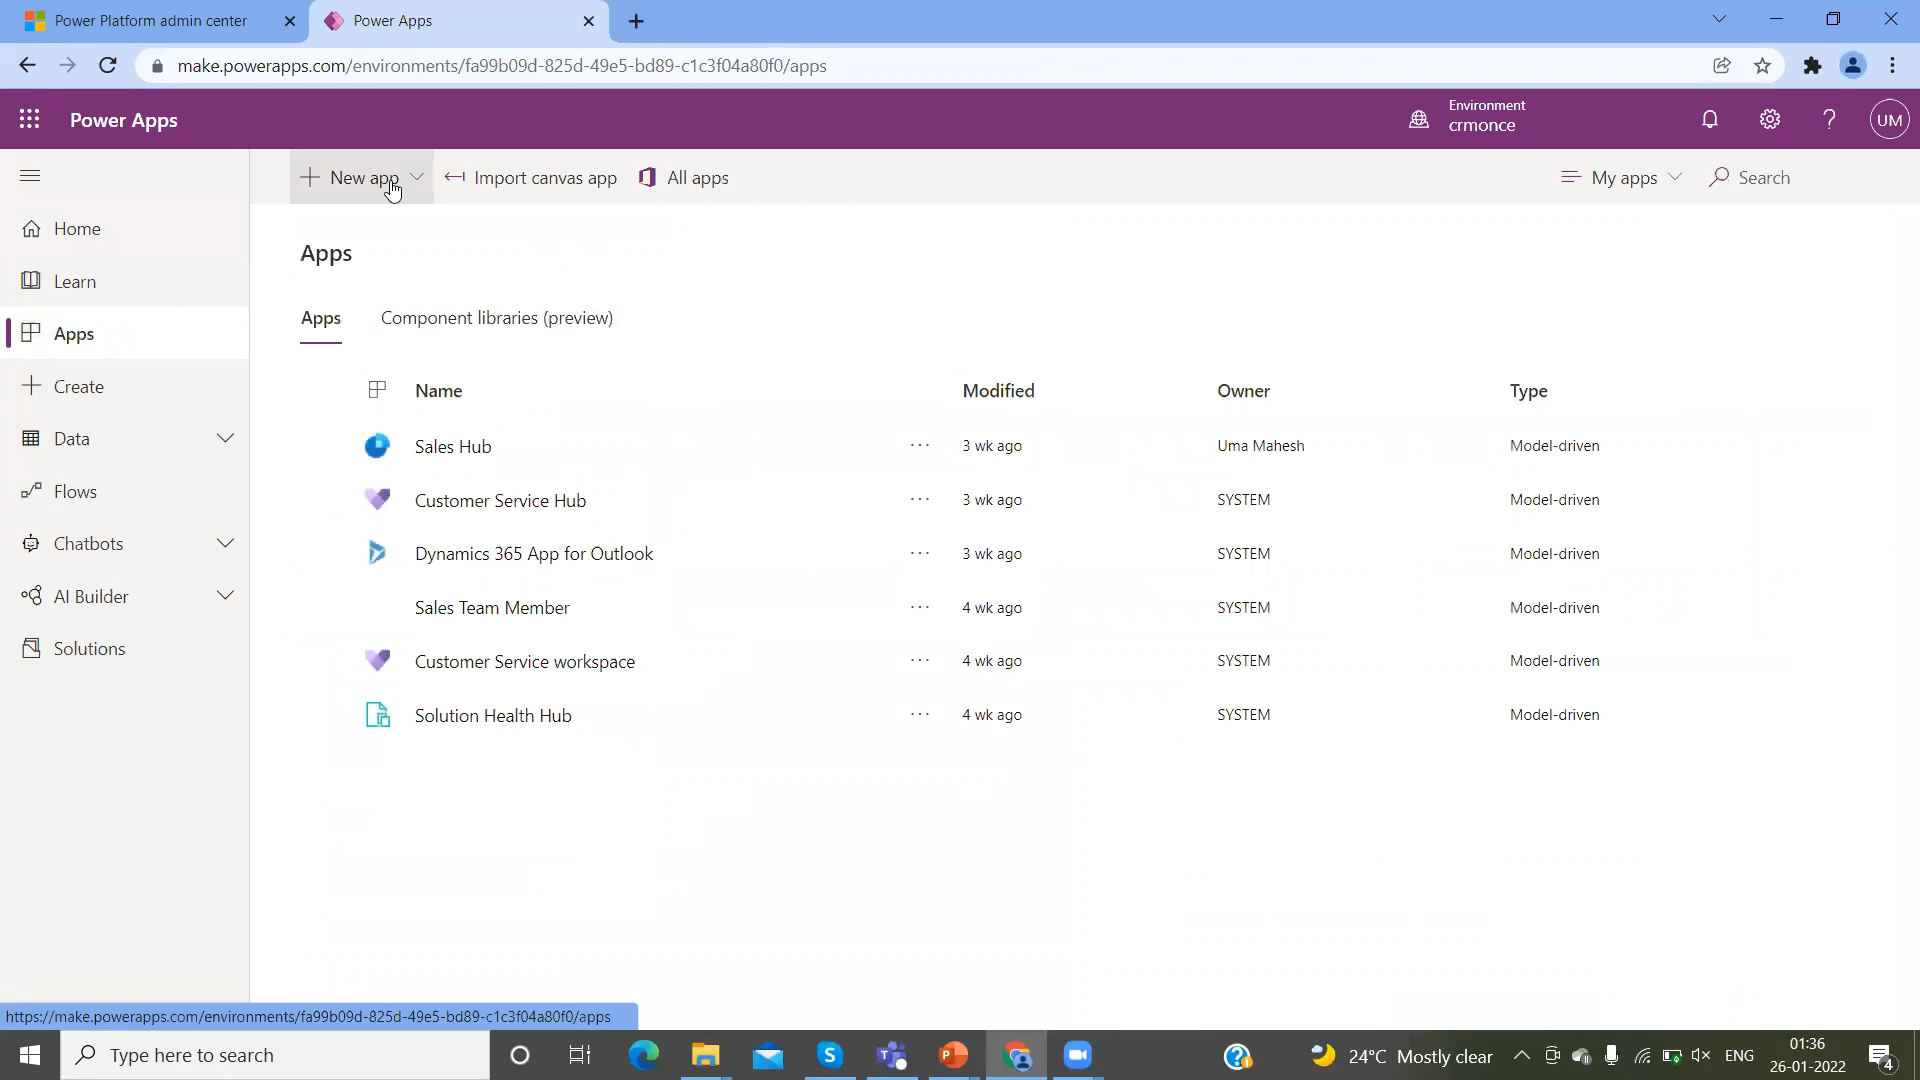 Power Platform admin center
Power Apps
make.powerapps.com/environments/fa99b09d-825d-49e5-bd89-c1c3f04a80f0/apps
Power Apps
Environment
crmonce
UM
New app
Import canvas app
All apps
My apps
Search
Home
Learn
Apps
Create
Data
Flows
Chatbots
AI Builder
Solutions
Apps
Apps Component libraries (preview)
Name Modified Owner Type
Sales Hub ... 3 wk ago Uma Mahesh Model-driven
Customer Service Hub ... 3 wk ago SYSTEM Model-driven
Dynamics 365 App for Outlook ... 3 wk ago SYSTEM Model-driven
Sales Team Member ... 4 wk ago SYSTEM Model-driven
Customer Service workspace ... 4 wk ago SYSTEM Model-driven
Solution Health Hub ... 4 wk ago SYSTEM Model-driven
https://make.powerapps.com/environments/fa99b09d-825d-49e5-bd89-c1c3f04a80f0/apps
Type here to search
24°C Mostly clear
ENG
01:36
26-01-2022
4